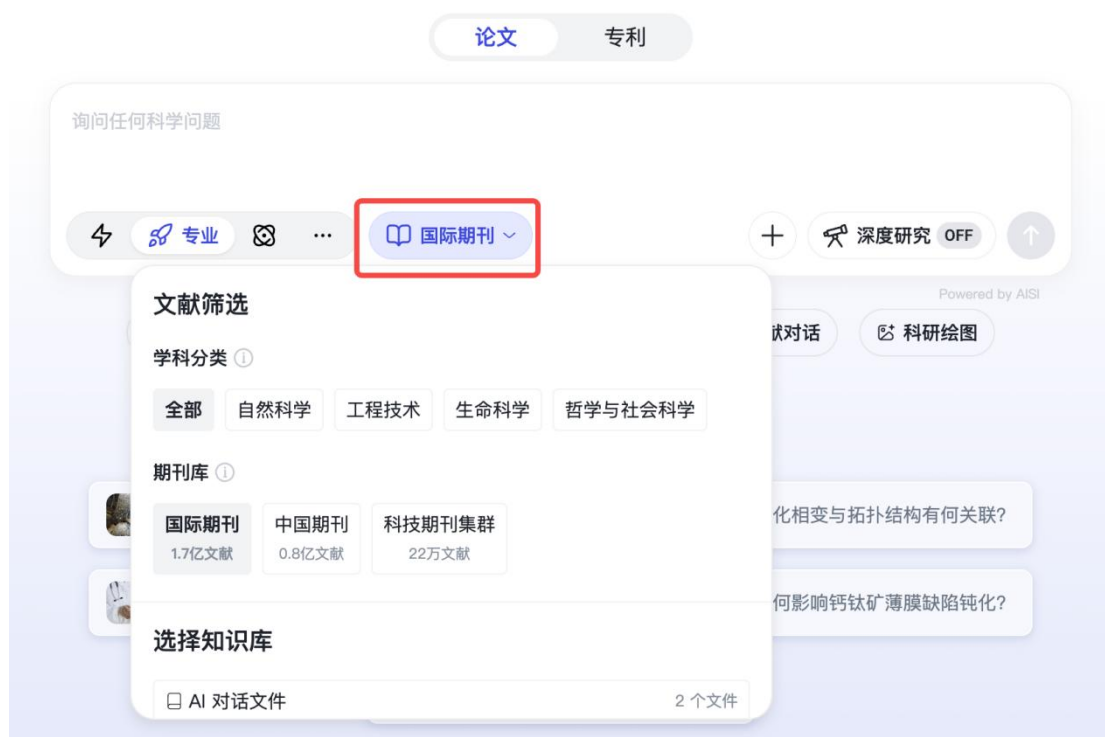 论文 专利
询问任何科学问题
专业 ... 国际期刊 深度研究 OFF
Powered by AISI
文献筛选
献对话 科研绘图
学科分类
全部 自然科学 工程技术 生命科学 哲学与社会科学
期刊库
国际期刊 中国期刊 科技期刊集群
1.7亿文献 0.8亿文献 22万文献
化相变与拓扑结构有何关联?
何影响钙钛矿薄膜缺陷钝化?
选择知识库
AI 对话文件 2 个文件